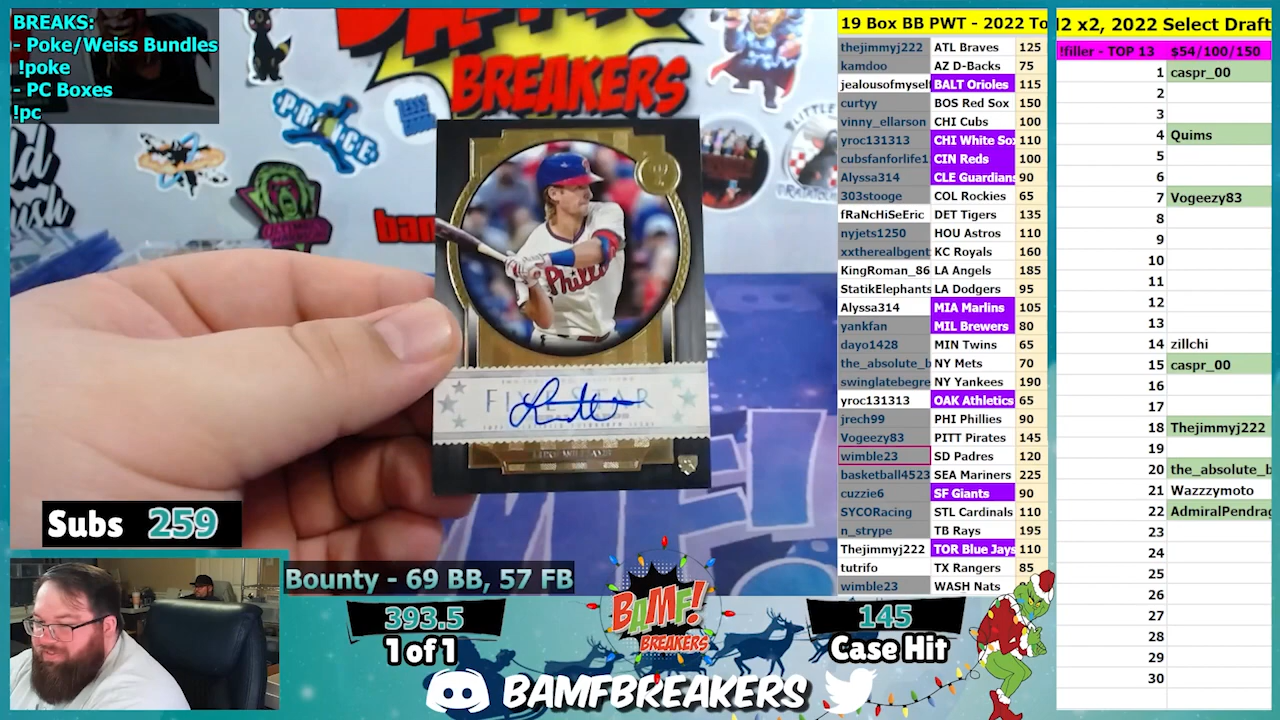 BREAKS:
- Poke/Weiss Bundles
!poke
- PC Boxes
!pc
BREAKERS
PRINCE
Phillies
FIVE STAR
LUKE WILLIAMS
Subs 259
Bounty - 69 BB, 57 FB
393.5
1 of 1
BAMF!
BREAKERS
145
Case Hit
BAMFBREAKERS
19 Box BB PWT - 2022 To
thejimmyj222 ATL Braves 125
kamdoo AZ D-Backs 75
jealousofmysel BALT Orioles 115
curtyy BOS Red Sox 150
vinny_ellarson CHI Cubs 100
yroc131313 CHI White Sox 110
cubsfanforlife1 CIN Reds 100
Alyssa314 CLE Guardians 90
303stooge COL Rockies 65
fRaNcHiSeEric DET Tigers 135
nyjets1250 HOU Astros 110
xxtherealbgent KC Royals 160
KingRoman_86 LA Angels 185
StatikElephants LA Dodgers 95
Alyssa314 MIA Marlins 105
yankfan MIL Brewers 80
dayo1428 MIN Twins 65
the_absolute_b NY Mets 70
swinglatebegre NY Yankees 190
yroc131313 OAK Athletics 65
jrech99 PHI Phillies 90
Vogeezy83 PITT Pirates 145
wimble23 SD Padres 120
basketball4523 SEA Mariners 225
cuzzie6 SF Giants 90
SYCORacing STL Cardinals 110
n_strype TB Rays 195
Thejimmyj222 TOR Blue Jays 110
tutrifo TX Rangers 85
wimble23 WASH Nats
2 x2, 2022 Select Draft
!filler - TOP 13 $54/100/150
1 caspr_00
2
3
4 Quims
5
6
7 Vogeezy83
8
9
10
11
12
13
14 zillchi
15 caspr_00
16
17
18 Thejimmyj222
19
20 the_absolute_b
21 Wazzzymoto
22 AdmiralPendrag
23
24
25
26
27
28
29
30